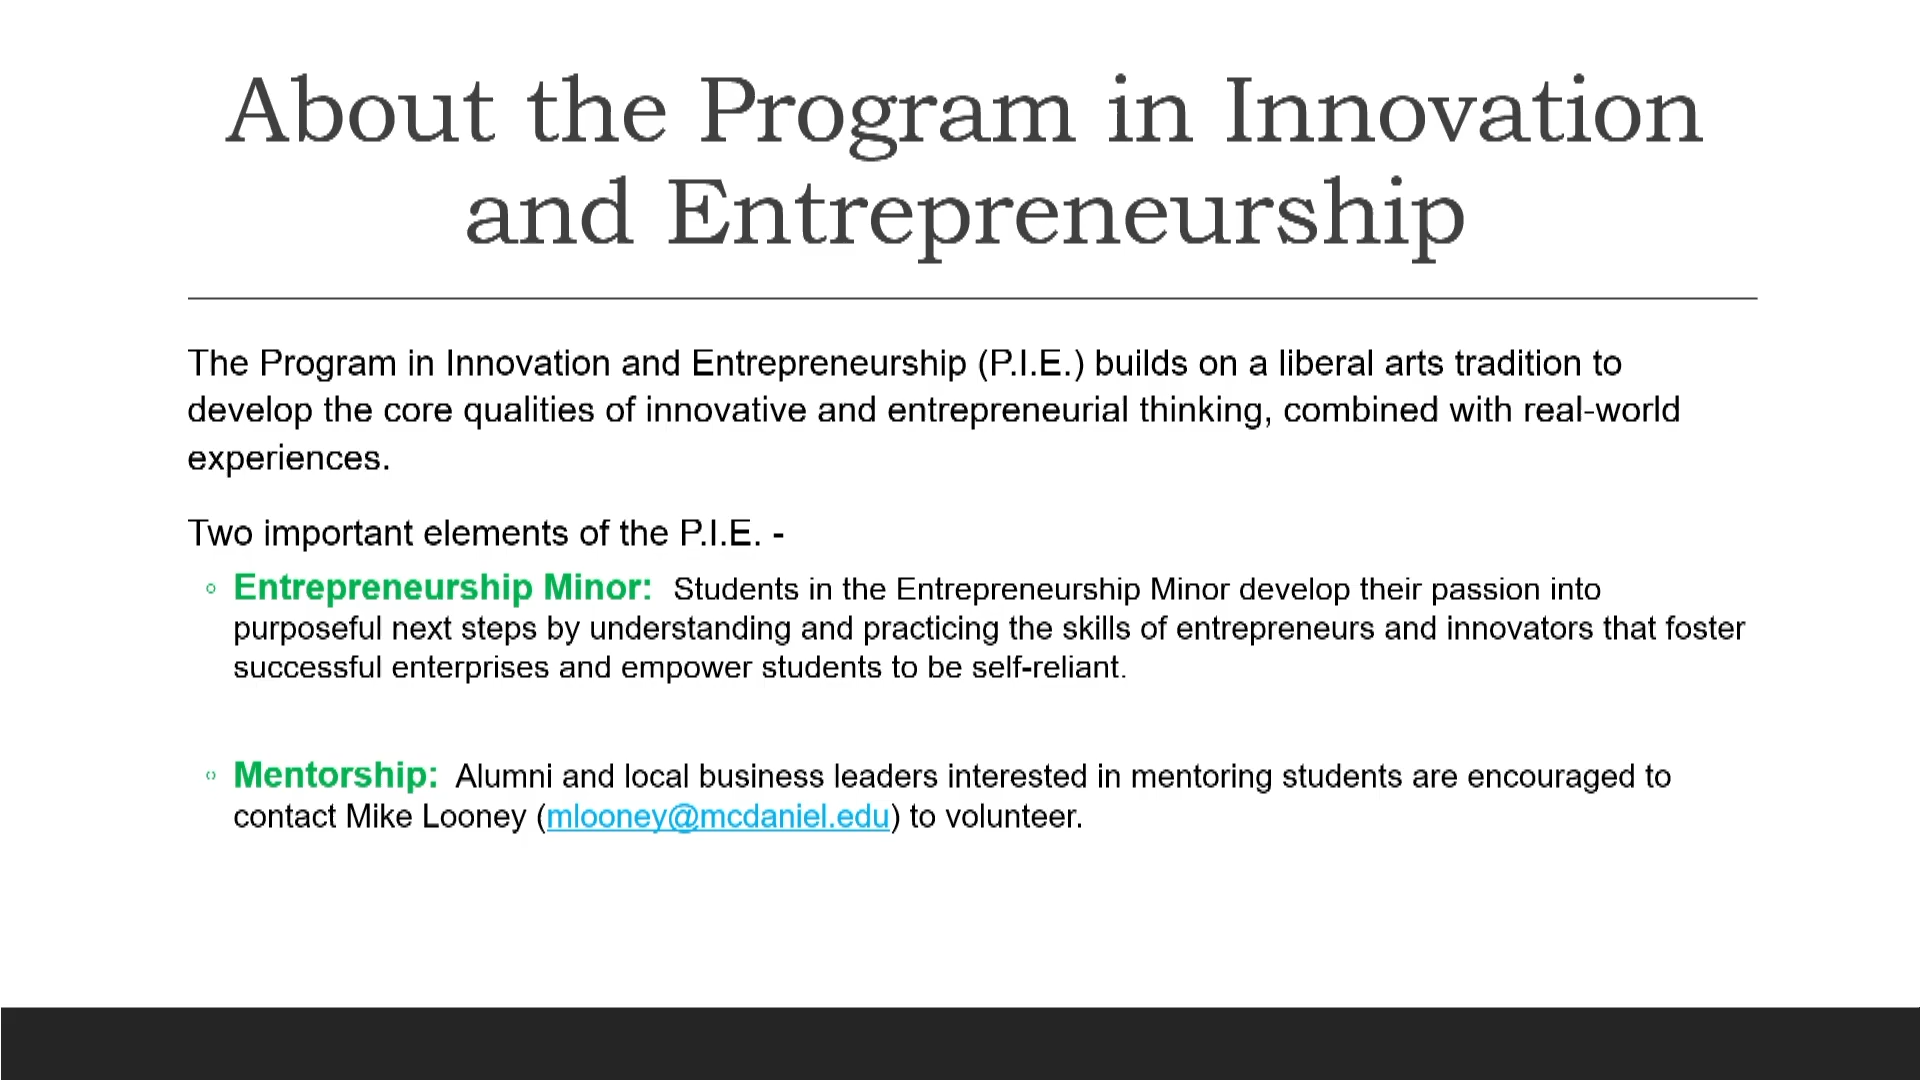 About the Program in Innovation
and Entrepreneurship
The Program in Innovation and Entrepreneurship (P.I.E.) builds on a liberal arts tradition to
develop the core qualities of innovative and entrepreneurial thinking, combined with real-world
experiences.
Two important elements of the P.I.E. -
◦ Entrepreneurship Minor: Students in the Entrepreneurship Minor develop their passion into
purposeful next steps by understanding and practicing the skills of entrepreneurs and innovators that foster
successful enterprises and empower students to be self-reliant.
◦ Mentorship: Alumni and local business leaders interested in mentoring students are encouraged to
contact Mike Looney (mlooney@mcdaniel.edu) to volunteer.